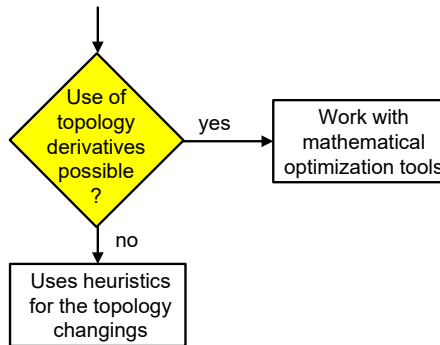 Use of
topology
derivatives
possible
?
yes
Work with
mathematical
optimization tools
no
Uses heuristics
for the topology
changings